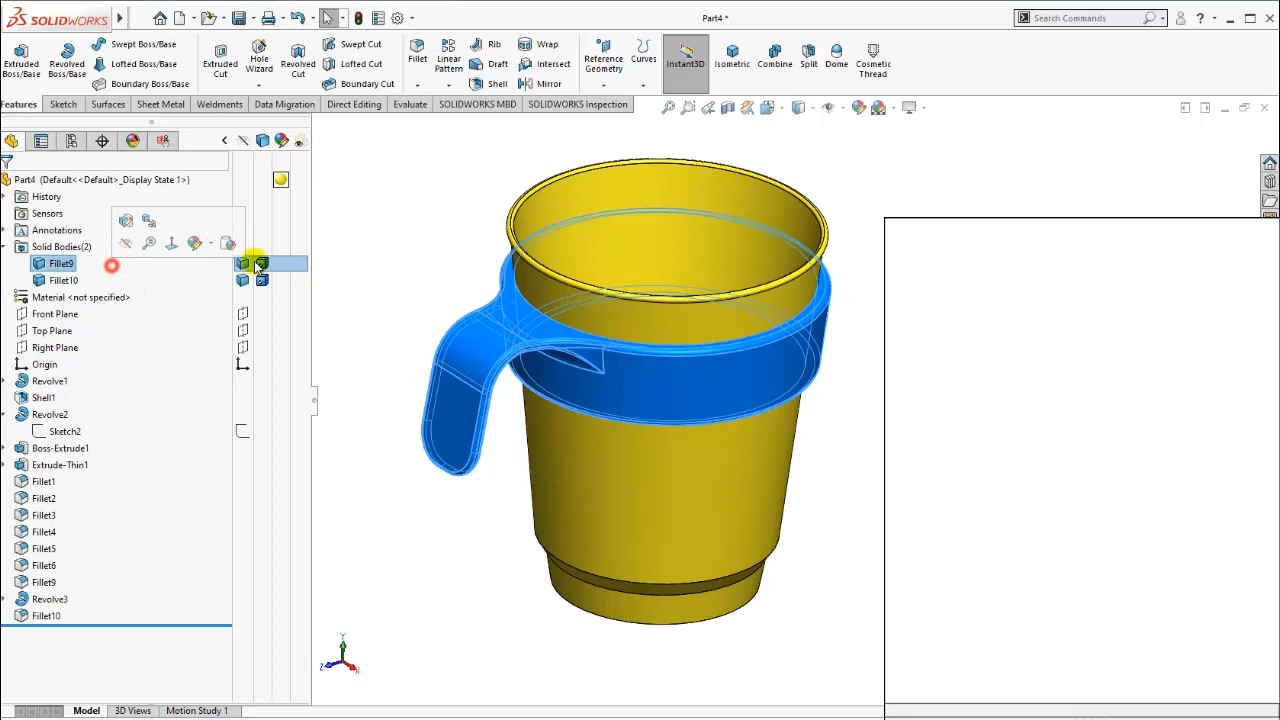 SOLIDWORKS
Part4 *
Search Commands
Extruded Boss/Base
Revolved Boss/Base
Swept Boss/Base
Lofted Boss/Base
Boundary Boss/Base
Extruded Cut
Hole Wizard
Revolved Cut
Swept Cut
Lofted Cut
Boundary Cut
Fillet
Linear Pattern
Rib
Draft
Shell
Wrap
Intersect
Mirror
Reference Geometry
Curves
Instant3D
Isometric
Combine
Split
Dome
Cosmetic Thread
Features
Sketch
Surfaces
Sheet Metal
Weldments
Data Migration
Direct Editing
Evaluate
SOLIDWORKS MBD
SOLIDWORKS Inspection
Part4 (Default<<Default>_Display State 1>)
History
Sensors
Annotations
Solid Bodies(2)
Fillet9
Fillet10
Material <not specified>
Front Plane
Top Plane
Right Plane
Origin
Revolve1
Shell1
Revolve2
Sketch2
Boss-Extrude1
Extrude-Thin1
Fillet1
Fillet2
Fillet3
Fillet4
Fillet5
Fillet6
Fillet9
Revolve3
Fillet10
Y
Z
X
Model
3D Views
Motion Study 1